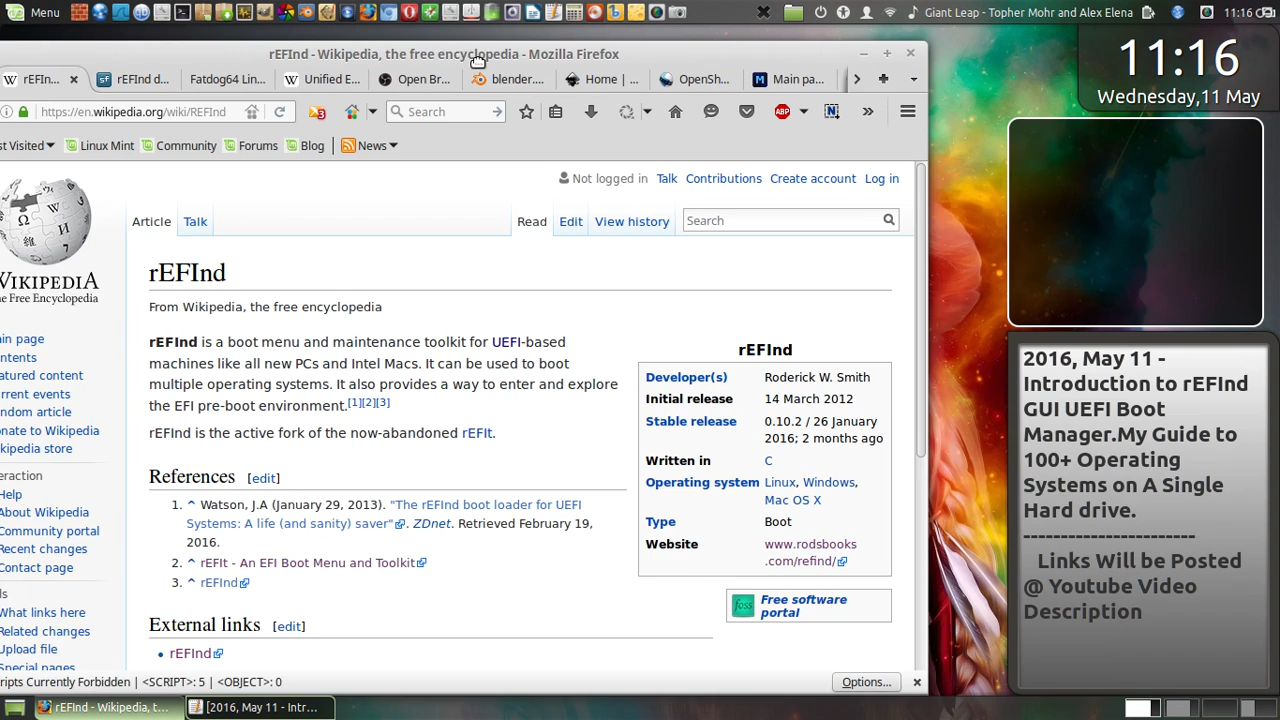 Menu
Giant Leap - Topher Mohr and Alex Elena
11:16
rEFInd - Wikipedia, the free encyclopedia - Mozilla Firefox
rEFIn...
rEFInd d...
Fatdog64 Lin...
Unified E...
Open Br...
blender....
Home | ...
OpenSh...
Main pa...
https://en.wikipedia.org/wiki/REFInd
Search
ABP
st Visited
Linux Mint
Community
Forums
Blog
News
Not logged in Talk Contributions Create account Log in
Article Talk
Read Edit View history
Search
WIKIPEDIA
he Free Encyclopedia
ain page
ontents
atured content
rrent events
ndom article
onate to Wikipedia
kipedia store
eraction
Help
About Wikipedia
Community portal
Recent changes
Contact page
ls
What links here
Related changes
Upload file
Special pages
rEFInd
From Wikipedia, the free encyclopedia
rEFInd is a boot menu and maintenance toolkit for UEFI-based
machines like all new PCs and Intel Macs. It can be used to boot
multiple operating systems. It also provides a way to enter and explore
the EFI pre-boot environment.[1][2][3]
rEFInd is the active fork of the now-abandoned rEFIt.
References [edit]
1. ^ Watson, J.A (January 29, 2013). "The rEFInd boot loader for UEFI
Systems: A life (and sanity) saver". ZDnet. Retrieved February 19,
2016.
2. ^ rEFIt - An EFI Boot Menu and Toolkit
3. ^ rEFInd
External links [edit]
• rEFInd
rEFInd
Developer(s) Roderick W. Smith
Initial release 14 March 2012
Stable release 0.10.2 / 26 January
2016; 2 months ago
Written in C
Operating system Linux, Windows,
Mac OS X
Type Boot
Website www.rodsbooks
.com/refind/
foss
Free software
portal
ripts Currently Forbidden | <SCRIPT>: 5 | <OBJECT>: 0
Options...
rEFInd - Wikipedia, t...
[2016, May 11 - Intr...
11:16
Wednesday,11 May
2016, May 11 -
Introduction to rEFInd
GUI UEFI Boot
Manager.My Guide to
100+ Operating
Systems on A Single
Hard drive.
-----------------------
Links Will be Posted
@ Youtube Video
Description